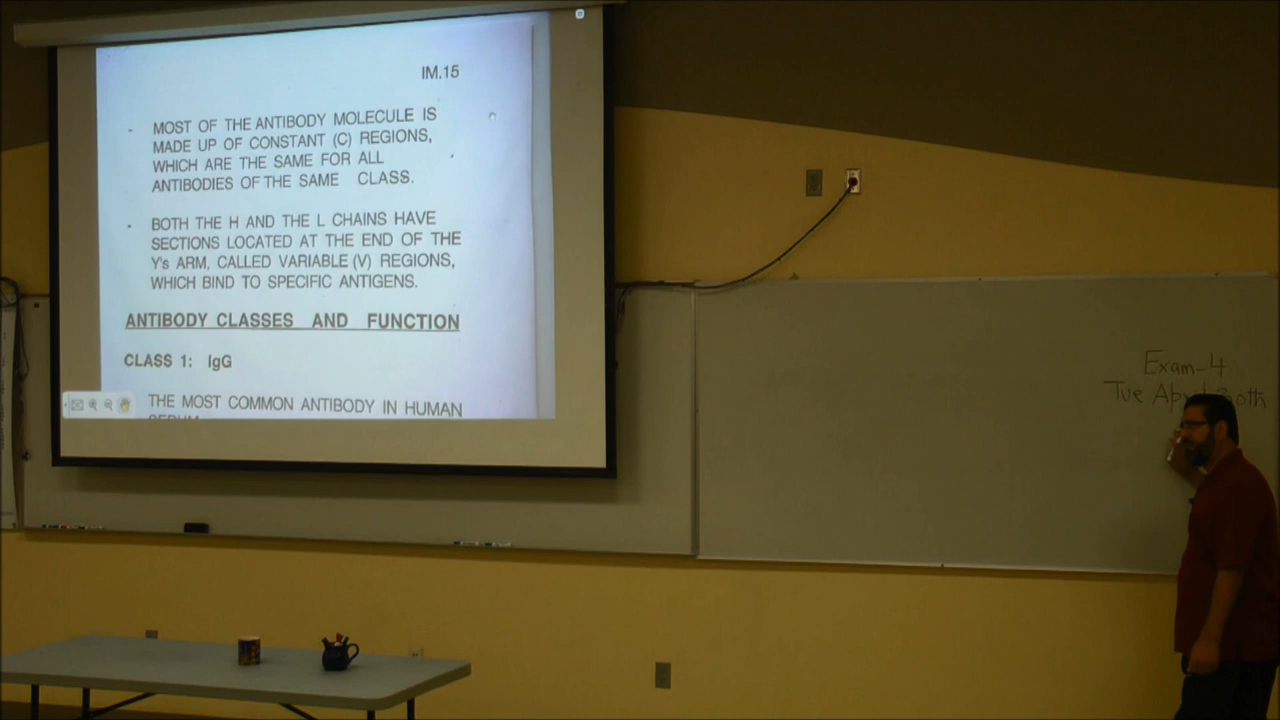 IM.15
- MOST OF THE ANTIBODY MOLECULE IS
MADE UP OF CONSTANT (C) REGIONS,
WHICH ARE THE SAME FOR ALL
ANTIBODIES OF THE SAME CLASS.
- BOTH THE H AND THE L CHAINS HAVE
SECTIONS LOCATED AT THE END OF THE
Y's ARM, CALLED VARIABLE (V) REGIONS,
WHICH BIND TO SPECIFIC ANTIGENS.
ANTIBODY CLASSES AND FUNCTION
CLASS 1: IgG
THE MOST COMMON ANTIBODY IN HUMAN
Exam-4
Tue